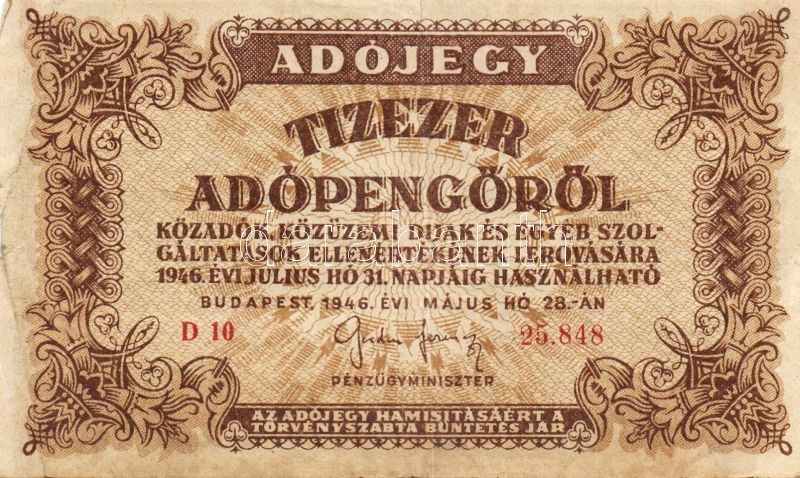 ADÓJEGY
TIZEZER
ADÓPENGŐRŐL
KÖZADÓK, KÖZÜZEMI DIJAK ÉS EGYÉB SZOL-
GÁLTATÁSOK ELLENÉRTÉKÉNEK LEROVÁSÁRA
1946. ÉVI JULIUS HÓ 31. NAPJÁIG HASZNÁLHATÓ
BUDAPEST, 1946. ÉVI MÁJUS HÓ 28.-ÁN
D 10 25.848
PÉNZÜGYMINISZTER
AZ ADÓJEGY HAMISITÁSÁÉRT A
TÖRVÉNYSZABTA BÜNTETÉS JÁR